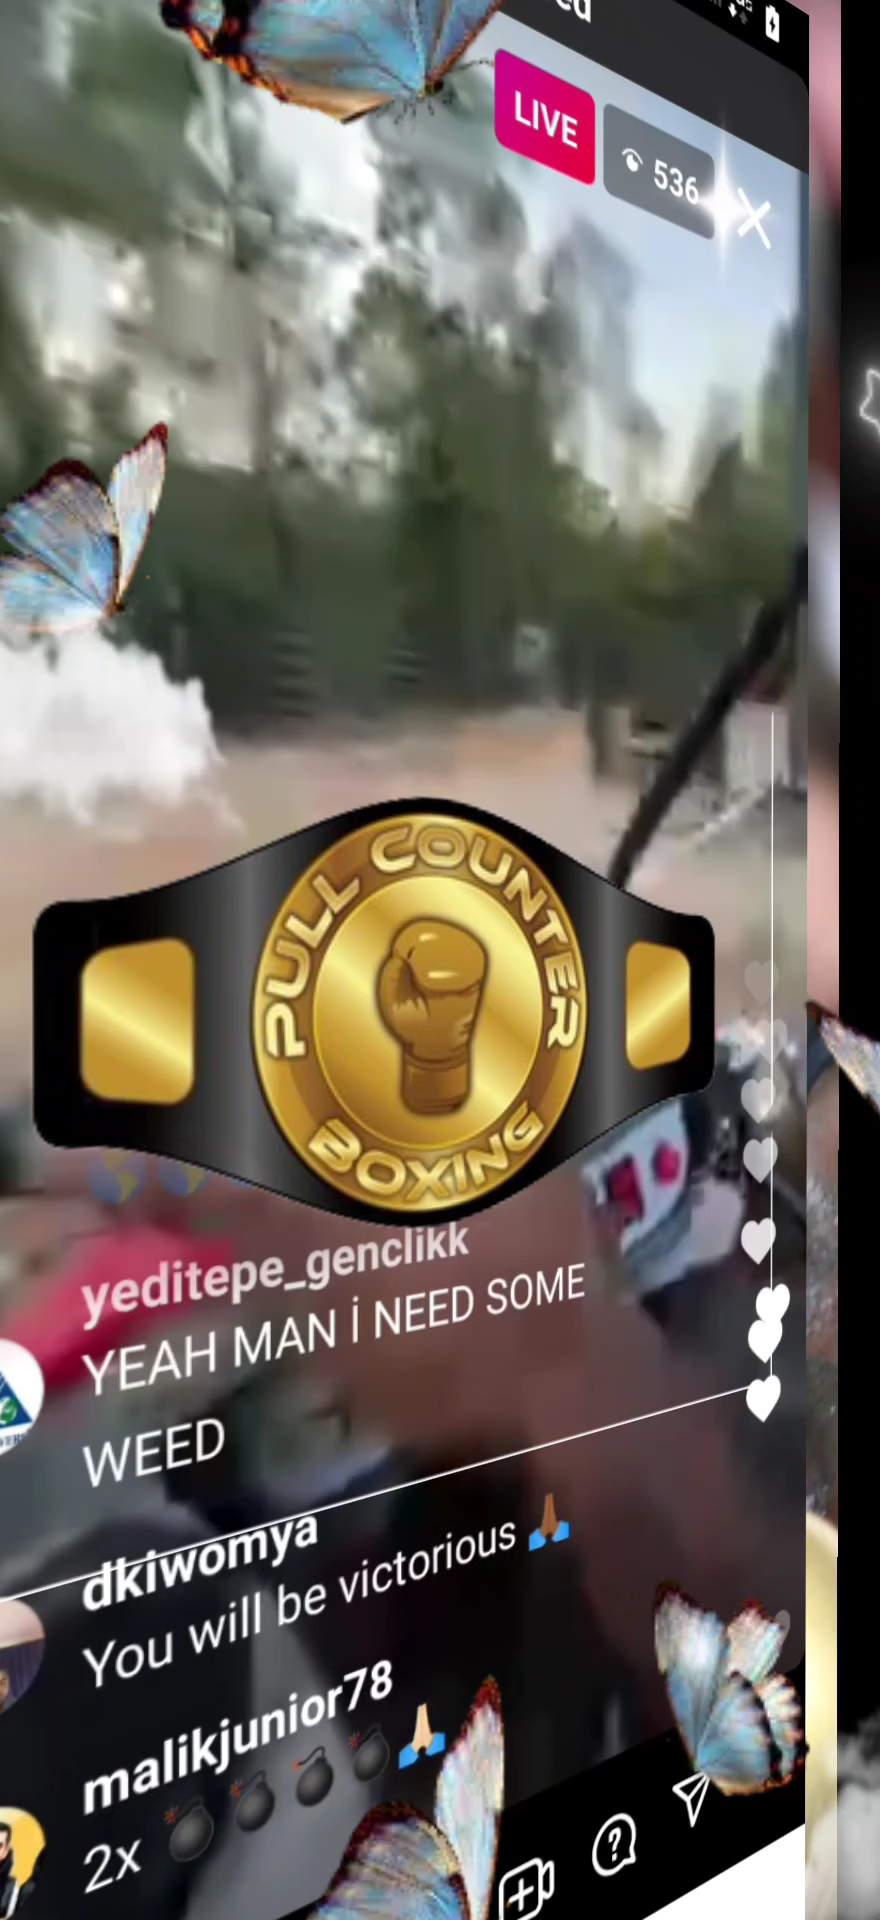 LIVE
536
PULL COUNTER
BOXING
yeditepe_genclikk
YEAH MAN İ NEED SOME
WEED
dkiwomya
You will be victorious 🙏🏾
malikjunior78
2x 💣 💣 💣 💣 🙏🏼